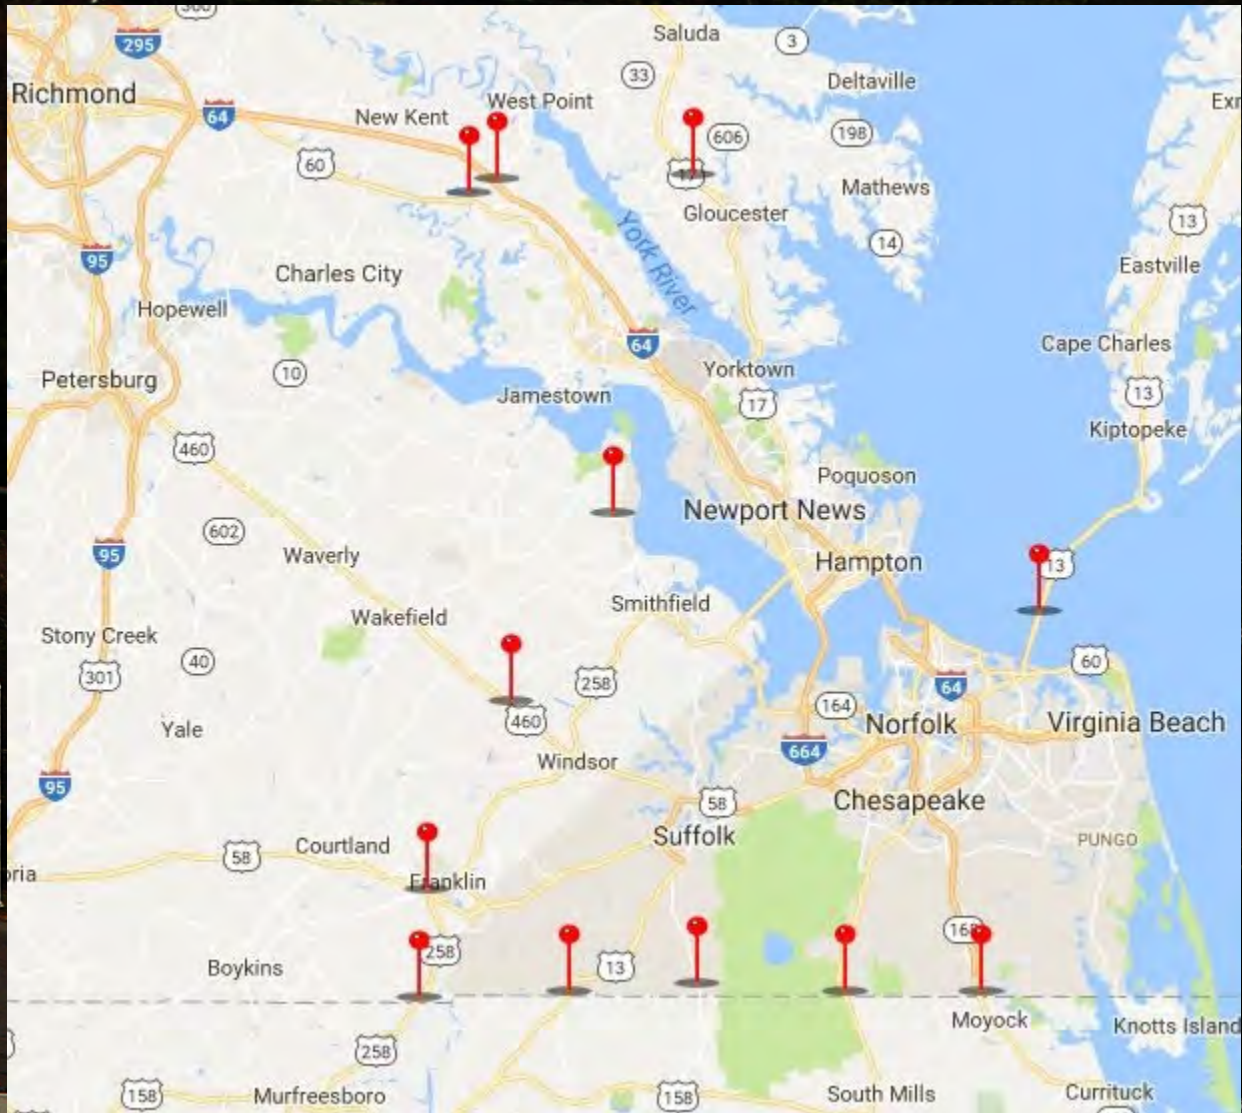 Saluda
3
295
33
Deltaville
Richmond
64
New Kent
West Point
606
198
60
17
Mathews
Gloucester
13
14
York River
95
Charles City
Eastville
Hopewell
64
Cape Charles
10
Yorktown
Petersburg
Jamestown
17
13
Kiptopeke
460
Poquoson
Newport News
602
95
Waverly
Hampton
13
Wakefield
Smithfield
Stony Creek
40
301
258
60
64
164
460
Norfolk
Virginia Beach
Yale
664
Windsor
95
58
Chesapeake
Suffolk
PUNGO
Courtland
58
Franklin
258
Boykins
13
Moyock
Knotts Island
258
158
Murfreesboro
158
South Mills
Currituck